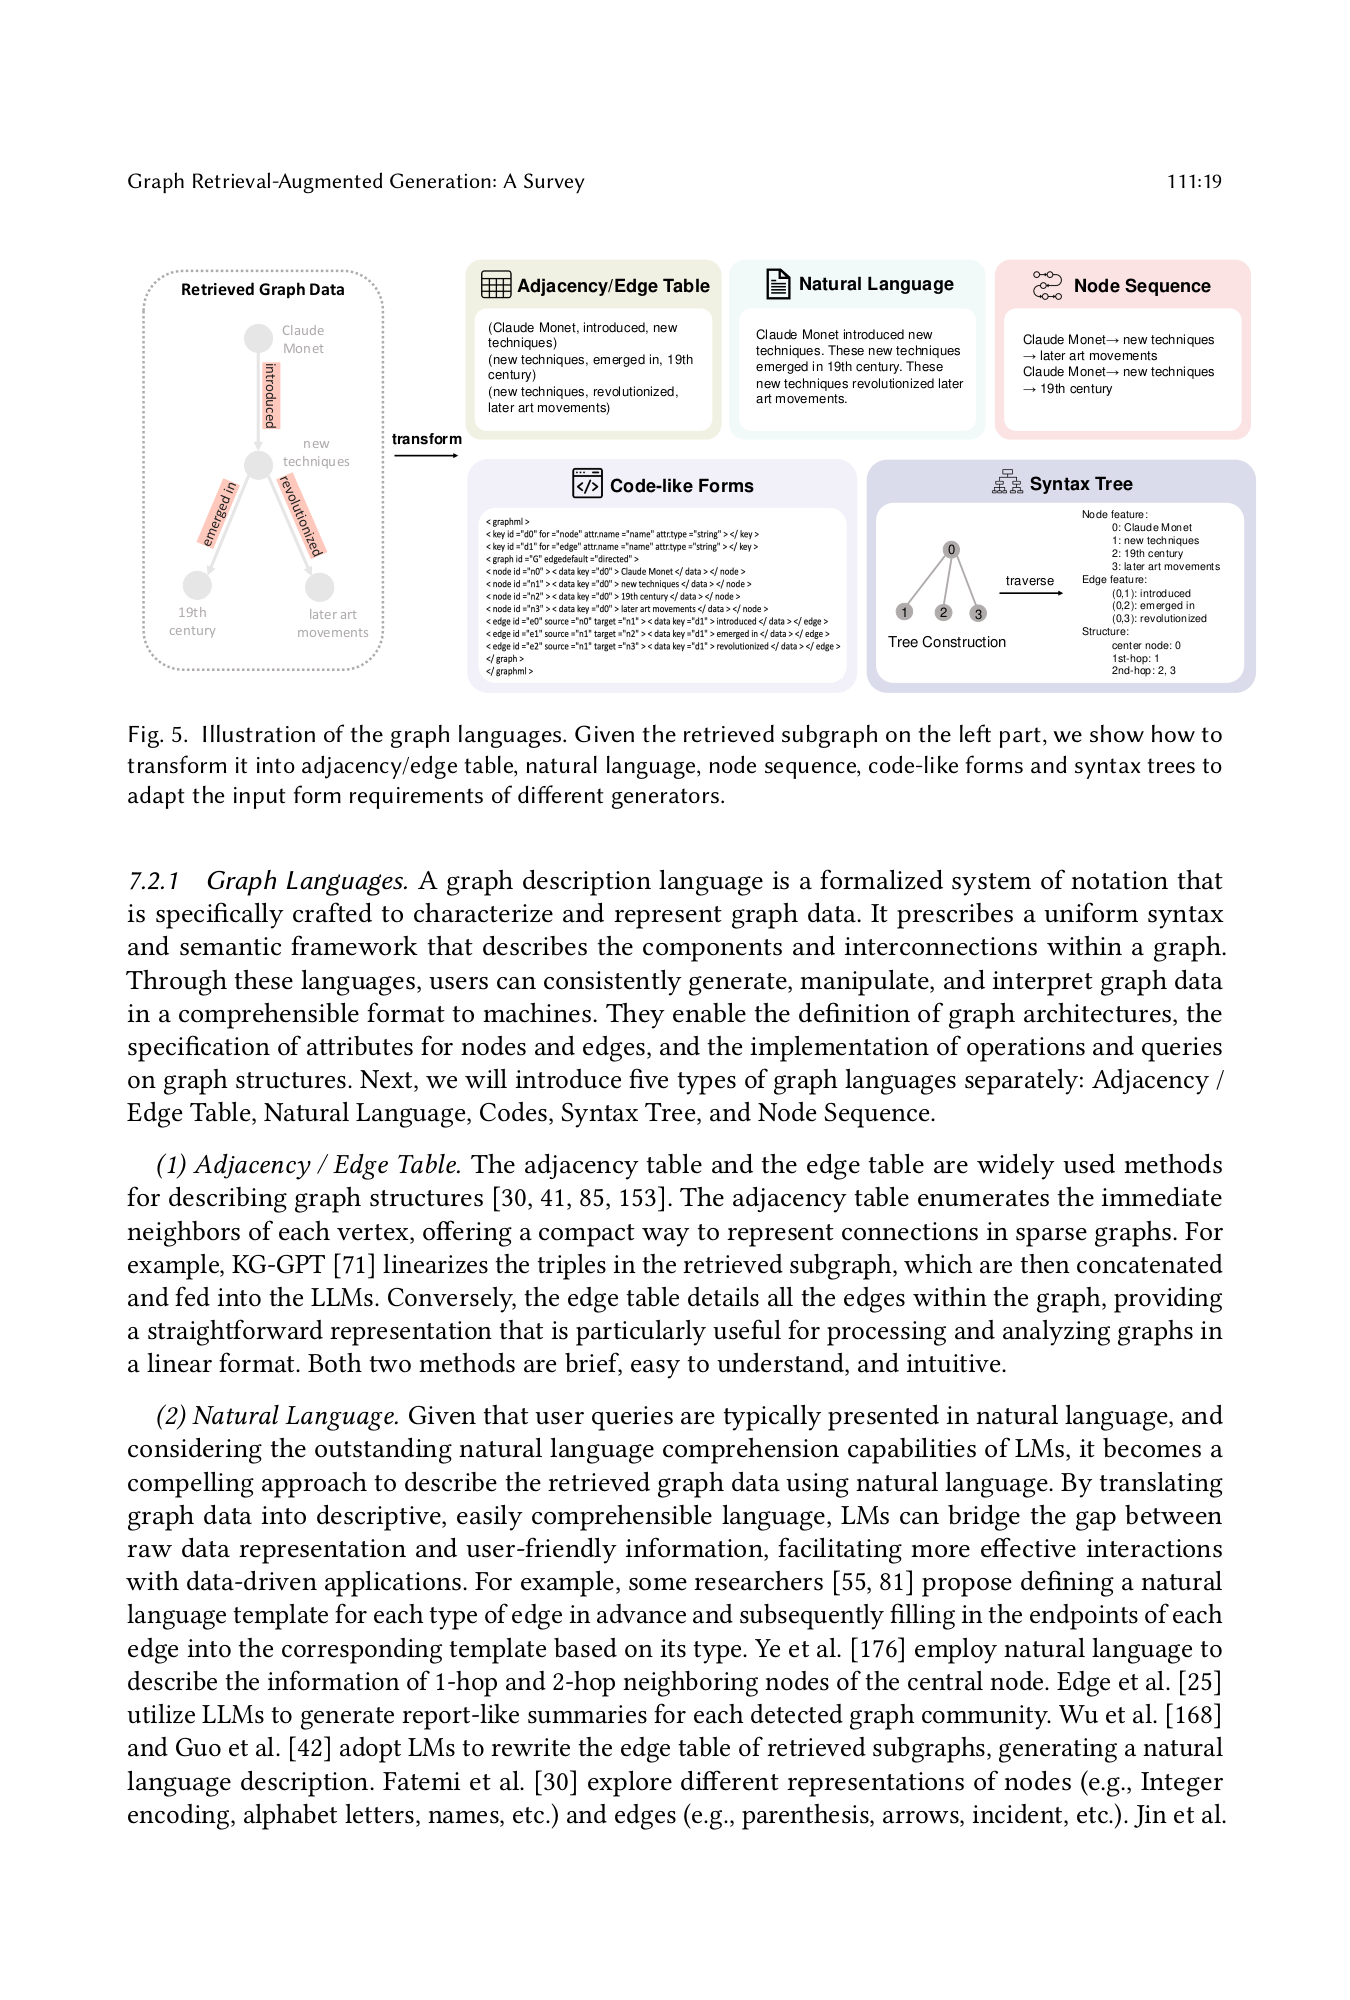 Graph Retrieval-Augmented Generation: A Survey 111:19
Retrieved Graph Data
Claude
Monet
introduced
new
techniques
emerged in
revolutionized
19th
century
later art
movements
transform
Adjacency/Edge Table
(Claude Monet, introduced, new
techniques)
(new techniques, emerged in, 19th
century)
(new techniques, revolutionized,
later art movements)
Natural Language
Claude Monet introduced new
techniques. These new techniques
emerged in 19th century. These
new techniques revolutionized later
art movements.
Node Sequence
Claude Monet→ new techniques
→ later art movements
Claude Monet→ new techniques
→ 19th century
Code-like Forms
< graphml >
< key id ="d0" for ="node" attr.name ="name" attr.type ="string" > </ key >
< key id ="d1" for ="edge" attr.name ="name" attr.type ="string" > </ key >
< graph id ="G" edgedefault ="directed" >
< node id ="n0" > < data key ="d0" > Claude Monet </ data > </ node >
< node id ="n1" > < data key ="d0" > new techniques </ data > </ node >
< node id ="n2" > < data key ="d0" > 19th century </ data > </ node >
< node id ="n3" > < data key ="d0" > later art movements </ data > </ node >
< edge id ="e0" source ="n0" target ="n1" > < data key ="d1" > introduced </ data > </ edge >
< edge id ="e1" source ="n1" target ="n2" > < data key ="d1" > emerged in </ data > </ edge >
< edge id ="e2" source ="n1" target ="n3" > < data key ="d1" > revolutionized </ data > </ edge >
</ graph >
</ graphml >
Syntax Tree
0
1 2 3
Tree Construction
traverse
Node feature:
0: Claude Monet
1: new techniques
2: 19th century
3: later art movements
Edge feature:
(0,1): introduced
(0,2): emerged in
(0,3): revolutionized
Structure:
center node: 0
1st-hop: 1
2nd-hop: 2, 3
Fig. 5. Illustration of the graph languages. Given the retrieved subgraph on the left part, we show how to
transform it into adjacency/edge table, natural language, node sequence, code-like forms and syntax trees to
adapt the input form requirements of different generators.
7.2.1 Graph Languages. A graph description language is a formalized system of notation that
is specifically crafted to characterize and represent graph data. It prescribes a uniform syntax
and semantic framework that describes the components and interconnections within a graph.
Through these languages, users can consistently generate, manipulate, and interpret graph data
in a comprehensible format to machines. They enable the definition of graph architectures, the
specification of attributes for nodes and edges, and the implementation of operations and queries
on graph structures. Next, we will introduce five types of graph languages separately: Adjacency /
Edge Table, Natural Language, Codes, Syntax Tree, and Node Sequence.
(1) Adjacency / Edge Table. The adjacency table and the edge table are widely used methods
for describing graph structures [30, 41, 85, 153]. The adjacency table enumerates the immediate
neighbors of each vertex, offering a compact way to represent connections in sparse graphs. For
example, KG-GPT [71] linearizes the triples in the retrieved subgraph, which are then concatenated
and fed into the LLMs. Conversely, the edge table details all the edges within the graph, providing
a straightforward representation that is particularly useful for processing and analyzing graphs in
a linear format. Both two methods are brief, easy to understand, and intuitive.
(2) Natural Language. Given that user queries are typically presented in natural language, and
considering the outstanding natural language comprehension capabilities of LMs, it becomes a
compelling approach to describe the retrieved graph data using natural language. By translating
graph data into descriptive, easily comprehensible language, LMs can bridge the gap between
raw data representation and user-friendly information, facilitating more effective interactions
with data-driven applications. For example, some researchers [55, 81] propose defining a natural
language template for each type of edge in advance and subsequently filling in the endpoints of each
edge into the corresponding template based on its type. Ye et al. [176] employ natural language to
describe the information of 1-hop and 2-hop neighboring nodes of the central node. Edge et al. [25]
utilize LLMs to generate report-like summaries for each detected graph community. Wu et al. [168]
and Guo et al. [42] adopt LMs to rewrite the edge table of retrieved subgraphs, generating a natural
language description. Fatemi et al. [30] explore different representations of nodes (e.g., Integer
encoding, alphabet letters, names, etc.) and edges (e.g., parenthesis, arrows, incident, etc.). Jin et al.